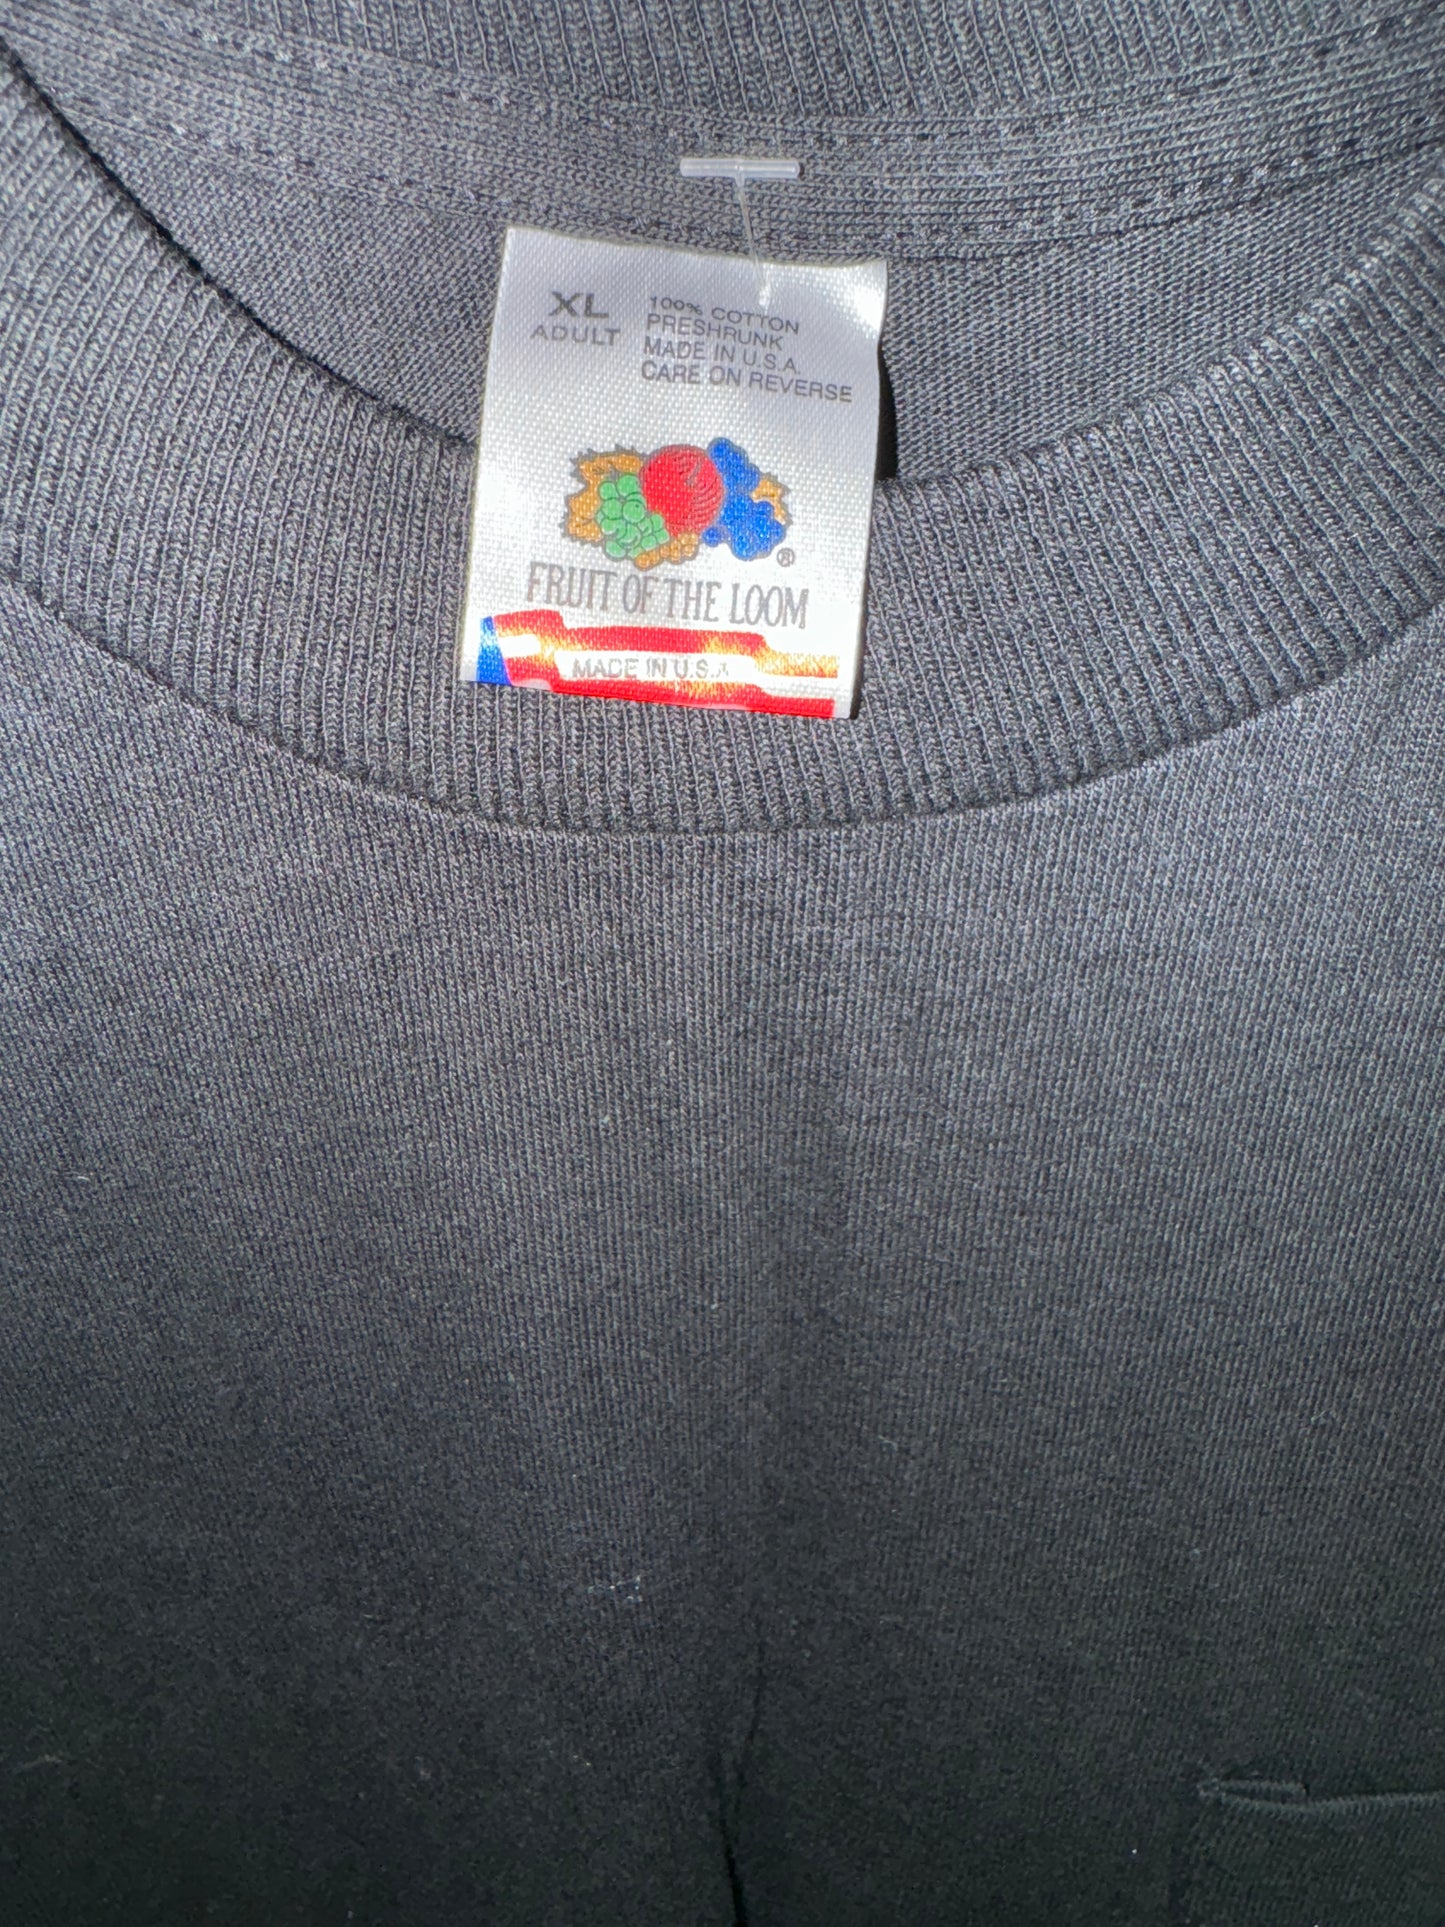 XL
ADULT
100% COTTON
PRESHRUNK
MADE IN U.S.A.
CARE ON REVERSE
®
FRUIT OF THE LOOM
MADE IN U.S.A